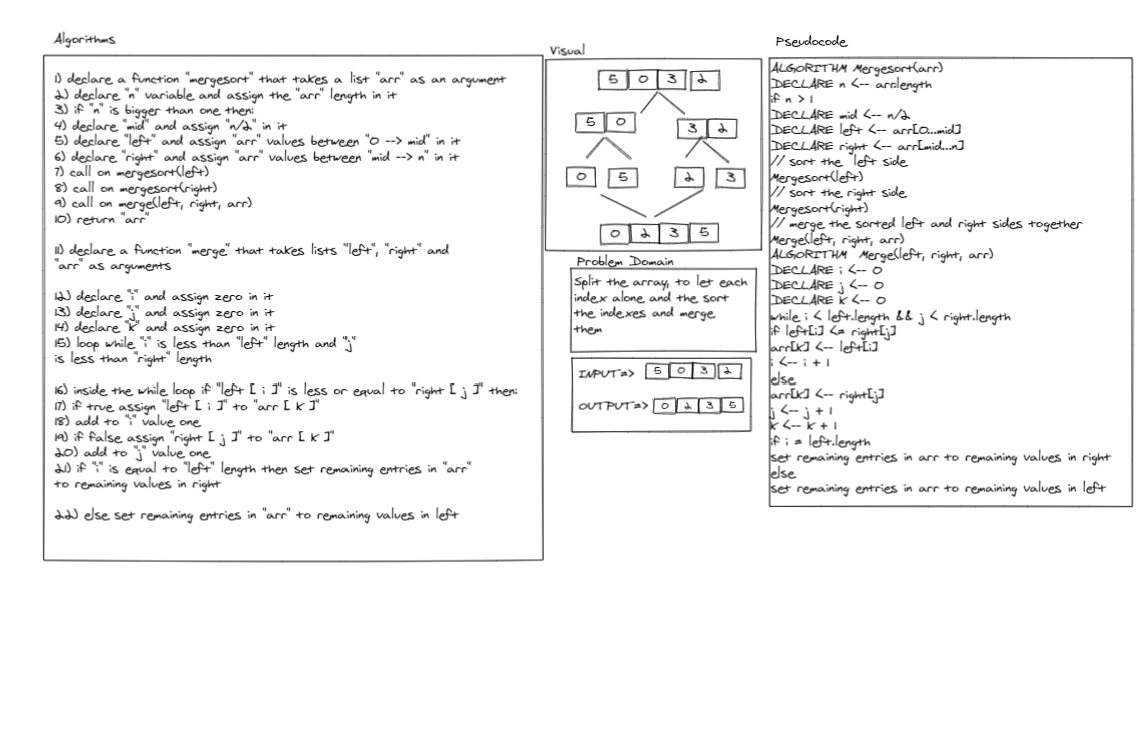 Algorithms
1) declare a function "mergesort" that takes a list "arr" as an argument
2) declare "n" variable and assign the "arr" length in it
3) if "n" is bigger than one then:
4) declare "mid" and assign "n/2" in it
5) declare "left" and assign "arr" values between "0 --> mid" in it
6) declare "right" and assign "arr" values between "mid --> n" in it
7) call on mergesort(left)
8) call on mergesort(right)
9) call on merge(left, right, arr)
10) return "arr"
11) declare a function "merge" that takes lists "left", "right" and
"arr" as arguments
12) declare "i" and assign zero in it
13) declare "j" and assign zero in it
14) declare "k" and assign zero in it
15) loop while "i" is less than "left" length and "j"
is less than "right" length
16) inside the while loop if "left [ i ]" is less or equal to "right [ j ]" then:
17) if true assign "left [ i ]" to "arr [ k ]"
18) add to "i" value one
19) if false assign "right [ j ]" to "arr [ k ]"
20) add to "j" value one
21) if "i" is equal to "left" length then set remaining entries in "arr"
to remaining values in right
22) else set remaining entries in "arr" to remaining values in left
Visual
5 0 3 2
5 0 3 2
0 5 2 3
0 2 3 5
Problem Domain
Split the array, to let each
index alone and the sort
the indexes and merge
them
INPUT=> 5 0 3 2
OUTPUT=> 0 2 3 5
Pseudocode
ALGORITHM Mergesort(arr)
DECLARE n <-- arr.length
if n > 1
DECLARE mid <-- n/2
DECLARE left <-- arr[0...mid]
DECLARE right <-- arr[mid...n]
// sort the left side
Mergesort(left)
// sort the right side
Mergesort(right)
// merge the sorted left and right sides together
Merge(left, right, arr)
ALGORITHM Merge(left, right, arr)
DECLARE i <-- 0
DECLARE j <-- 0
DECLARE k <-- 0
while i < left.length && j < right.length
if left[i] <= right[j]
arr[k] <-- left[i]
i <-- i + 1
else
arr[k] <-- right[j]
j <-- j + 1
k <-- k + 1
if i = left.length
set remaining entries in arr to remaining values in right
else
set remaining entries in arr to remaining values in left